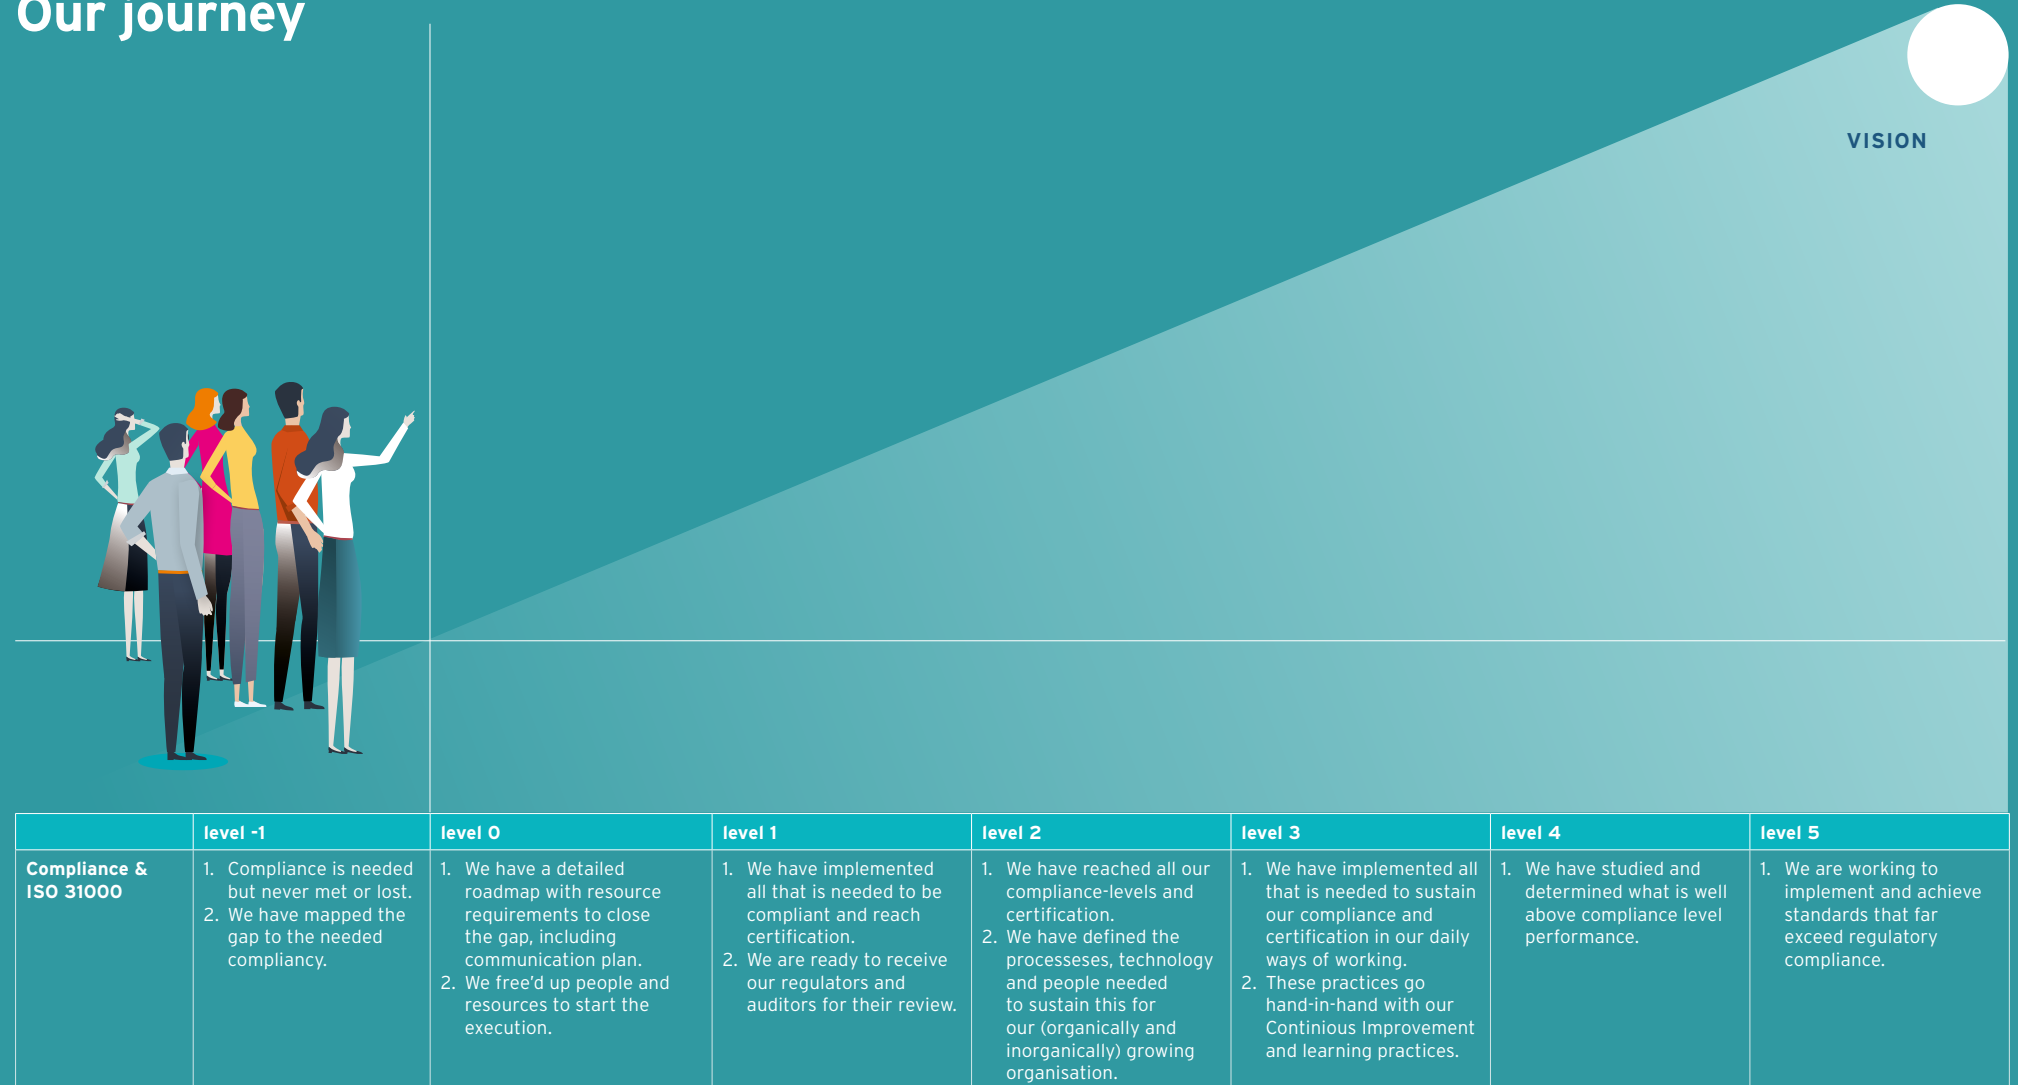 Our journey
VISION
level -1
level 0
level 1
level 2
level 3
level 4
level 5
Compliance &
ISO 31000
1. Compliance is needed
but never met or lost.
2. We have mapped the
gap to the needed
compliancy.
1. We have a detailed
roadmap with resource
requirements to close
the gap, including
communication plan.
2. We free'd up people and
resources to start the
execution.
1. We have implemented
all that is needed to be
compliant and reach
certification.
2. We are ready to receive
our regulators and
auditors for their review.
1. We have reached all our
compliance-levels and
certification.
2. We have defined the
processeses, technology
and people needed
to sustain this for
our (organically and
inorganically) growing
organisation.
1. We have implemented all
that is needed to sustain
our compliance and
certification in our daily
ways of working.
2. These practices go
hand-in-hand with our
Continious Improvement
and learning practices.
1. We have studied and
determined what is well
above compliance level
performance.
1. We are working to
implement and achieve
standards that far
exceed regulatory
compliance.